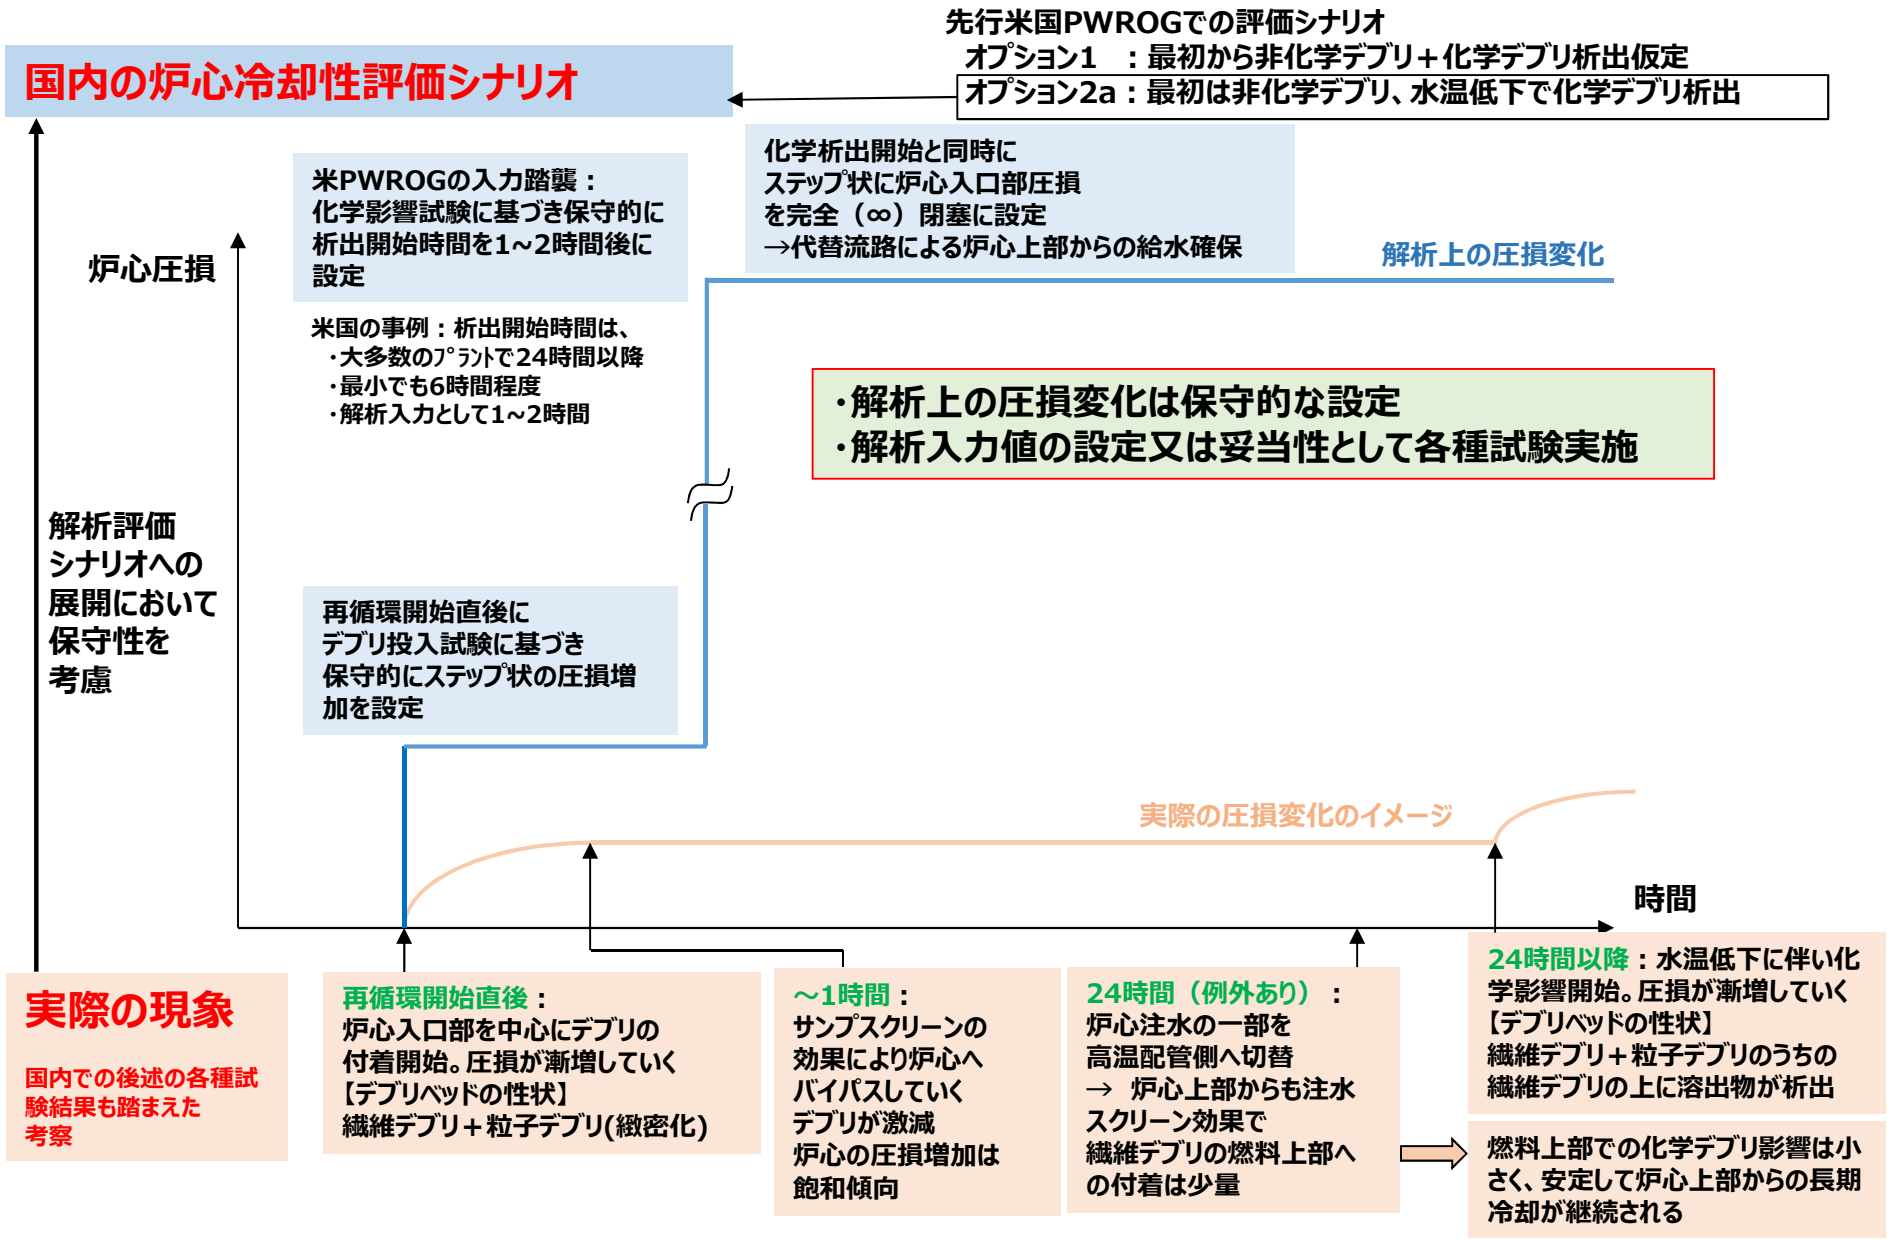 先行米国PWROGでの評価シナリオ
オプション1 ：最初から非化学デブリ＋化学デブリ析出仮定
オプション2a：最初は非化学デブリ、水温低下で化学デブリ析出
国内の炉心冷却性評価シナリオ
米PWROGの入力踏襲：
化学影響試験に基づき保守的に
析出開始時間を1~2時間後に
設定
化学析出開始と同時に
ステップ状に炉心入口部圧損
を完全（∞）閉塞に設定
→代替流路による炉心上部からの給水確保
炉心圧損
解析上の圧損変化
米国の事例：析出開始時間は、
・大多数のﾌﾟﾗﾝﾄで24時間以降
・最小でも6時間程度
・解析入力として1~2時間
・解析上の圧損変化は保守的な設定
・解析入力値の設定又は妥当性として各種試験実施
解析評価
シナリオへの
展開において
保守性を
考慮
再循環開始直後に
デブリ投入試験に基づき
保守的にステップ状の圧損増
加を設定
実際の圧損変化のイメージ
時間
実際の現象
国内での後述の各種試
験結果も踏まえた
考察
再循環開始直後：
炉心入口部を中心にデブリの
付着開始。圧損が漸増していく
【デブリベッドの性状】
繊維デブリ＋粒子デブリ(緻密化)
～1時間：
サンプスクリーンの
効果により炉心へ
バイパスしていく
デブリが激減
炉心の圧損増加は
飽和傾向
24時間（例外あり）：
炉心注水の一部を
高温配管側へ切替
→ 炉心上部からも注水
スクリーン効果で
繊維デブリの燃料上部へ
の付着は少量
24時間以降：水温低下に伴い化
学影響開始。圧損が漸増していく
【デブリベッドの性状】
繊維デブリ＋粒子デブリのうちの
繊維デブリの上に溶出物が析出
燃料上部での化学デブリ影響は小
さく、安定して炉心上部からの長期
冷却が継続される